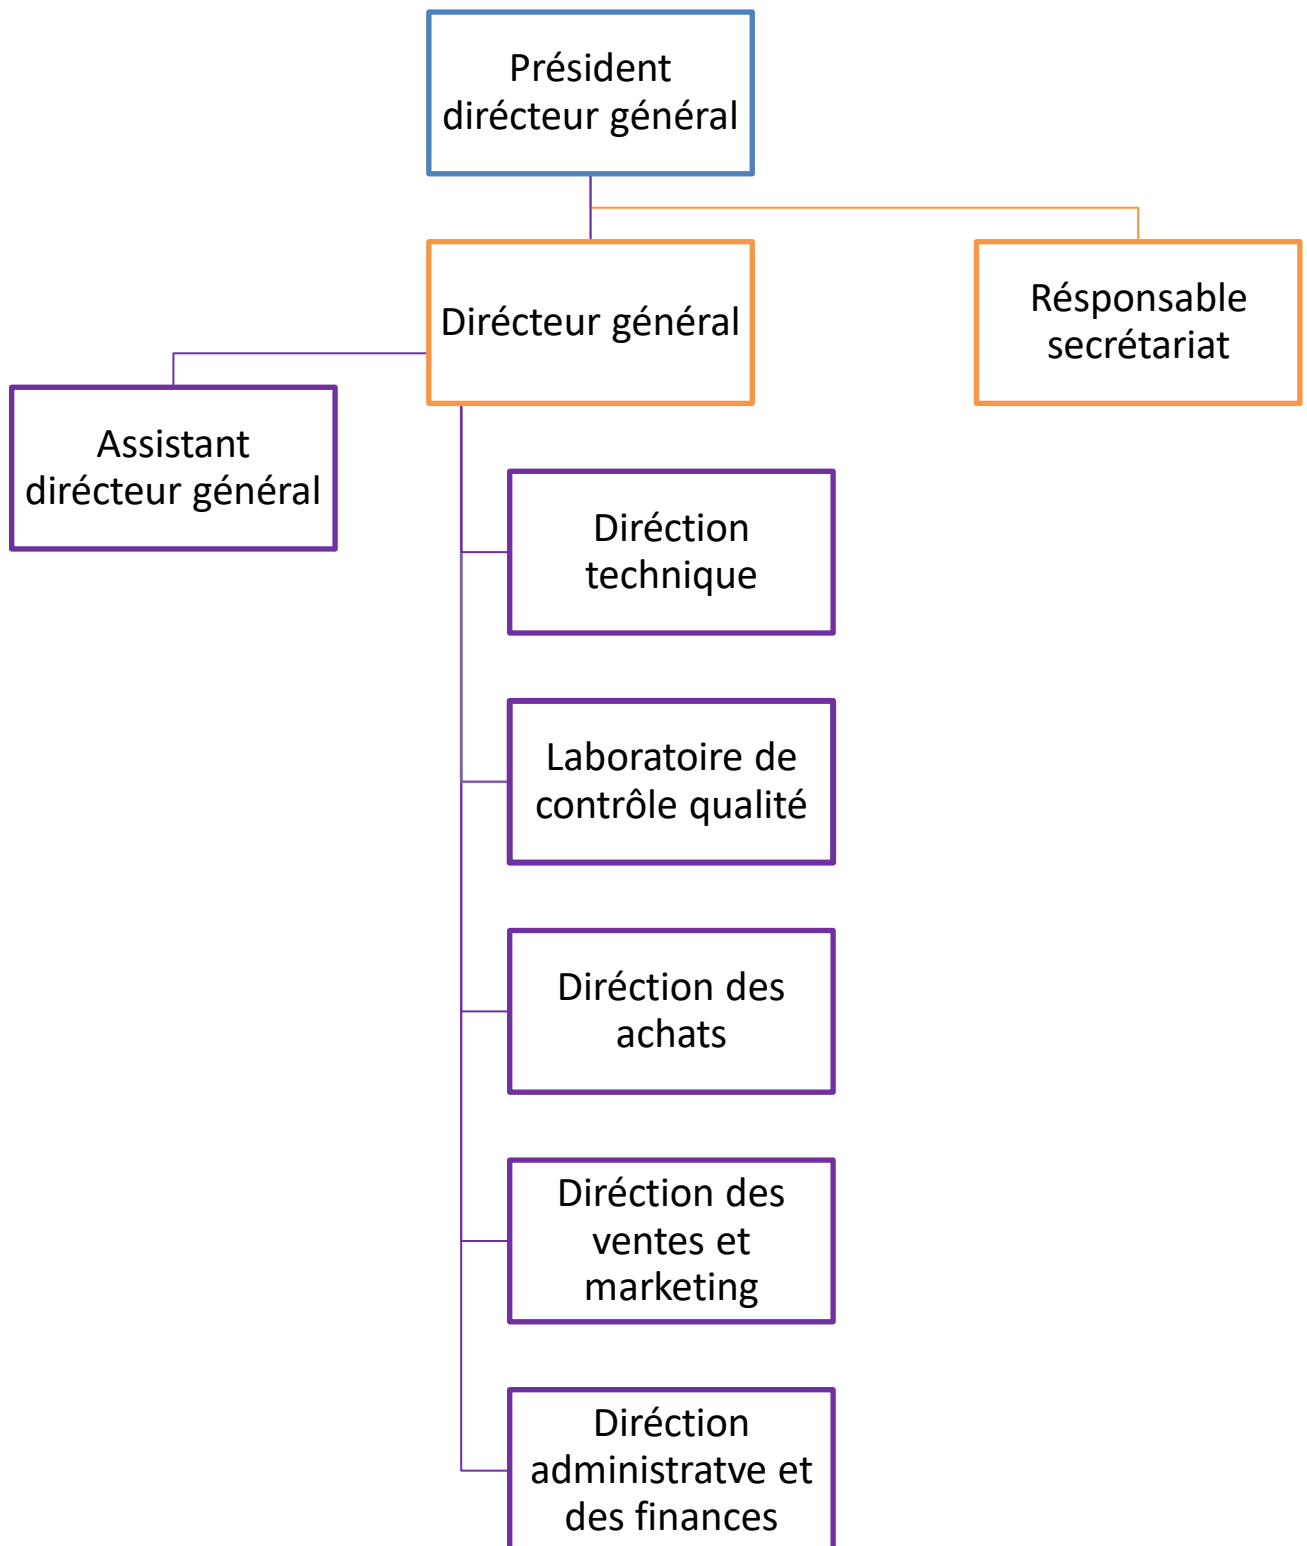 Président
dirécteur général
Dirécteur général
Résponsable
secrétariat
Assistant
dirécteur général
Diréction
technique
Laboratoire de
contrôle qualité
Diréction des
achats
Diréction des
ventes et
marketing
Diréction
administratve et
des finances